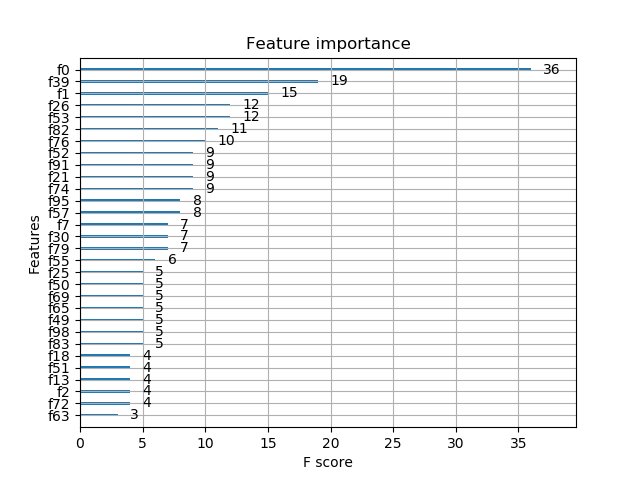 Feature importance
f0 36
f39 19
f1 15
f26 12
f53 12
f82 11
f76 10
f52 9
f91 9
f21 9
f74 9
f95 8
f57 8
f7 7
f30 7
f79 7
f55 6
f25 5
f50 5
f69 5
f65 5
f49 5
f98 5
f83 5
f18 4
f51 4
f13 4
f2 4
f72 4
f63 3
Features
0 5 10 15 20 25 30 35
F score